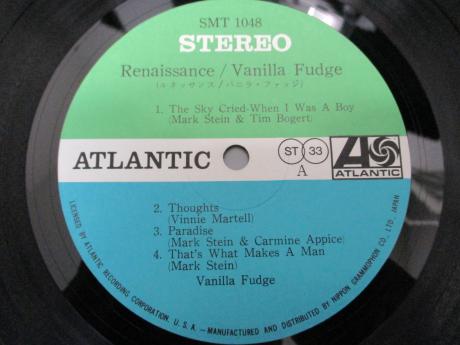 SMT 1048
STEREO
Renaissance / Vanilla Fudge
(ルネッサンス/バニラ・ファッジ)
1. The Sky Cried-When I Was A Boy
(Mark Stein & Tim Bogert)
ATLANTIC
ST 33
A
ATLANTIC
2. Thoughts
(Vinnie Martell)
3. Paradise
(Mark Stein & Carmine Appice)
4. That's What Makes A Man
(Mark Stein)
Vanilla Fudge
LICENSED BY ATLANTIC RECORDING CORPORATION. U. S. A. —MANUFACTURED AND DISTRIBUTED BY NIPPON GRAMMOPHON CO. LTD., JAPAN